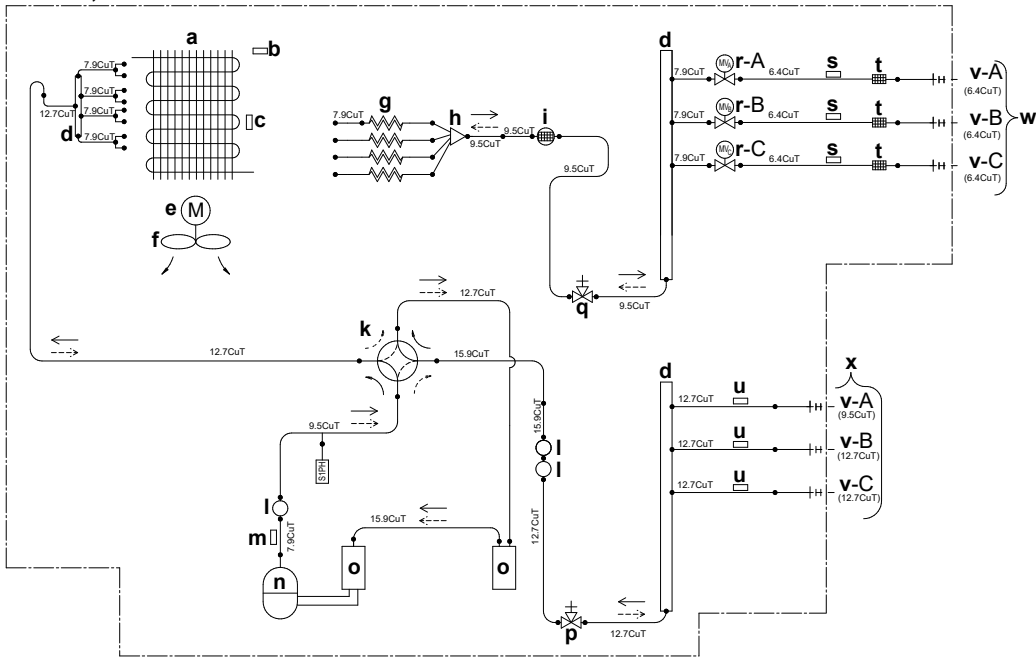 a
b
7.9CuT
7.9CuT
7.9CuT
7.9CuT
12.7CuT
d
c
e
M
f
7.9CuT
g
h
9.5CuT
9.5CuT
i
9.5CuT
d
7.9CuT
r-A
6.4CuT
s
t
v-A
(6.4CuT)
7.9CuT
r-B
6.4CuT
s
t
v-B
(6.4CuT)
w
7.9CuT
r-C
6.4CuT
s
t
v-C
(6.4CuT)
q
9.5CuT
12.7CuT
k
12.7CuT
15.9CuT
15.9CuT
9.5CuT
S1PH
l
l
l
m
7.9CuT
15.9CuT
12.7CuT
n
o
o
p
12.7CuT
d
x
12.7CuT
u
v-A
(9.5CuT)
12.7CuT
u
v-B
(12.7CuT)
12.7CuT
u
v-C
(12.7CuT)